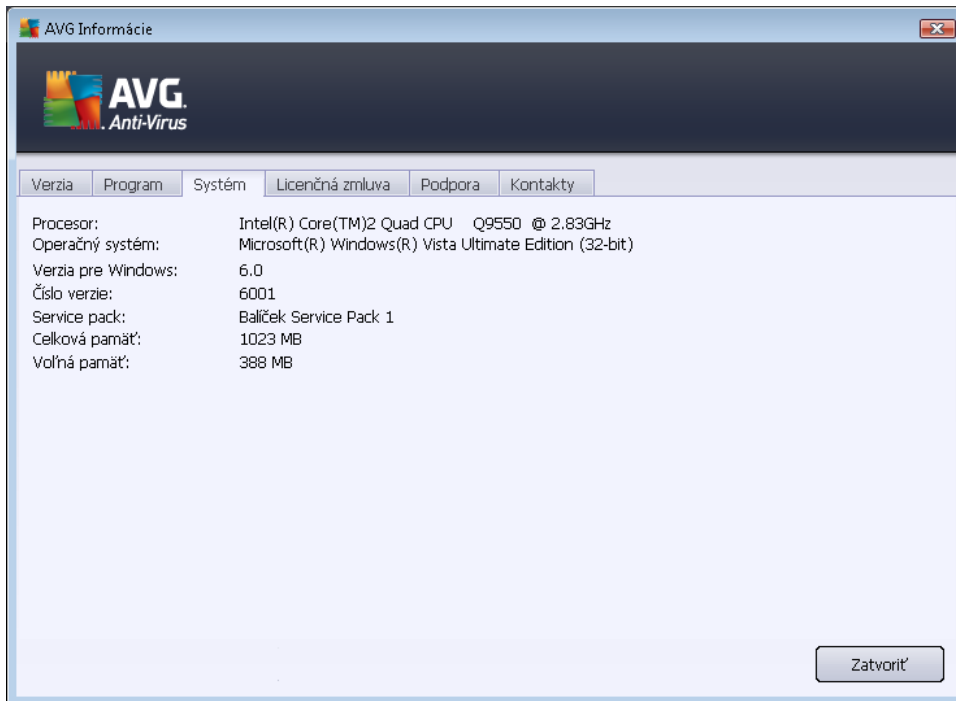 AVG Informácie
AVG.
Anti-Virus
Verzia Program Systém Licenčná zmluva Podpora Kontakty
Procesor: Intel(R) Core(TM)2 Quad CPU Q9550 @ 2.83GHz
Operačný systém: Microsoft(R) Windows(R) Vista Ultimate Edition (32-bit)
Verzia pre Windows: 6.0
Číslo verzie: 6001
Service pack: Balíček Service Pack 1
Celková pamäť: 1023 MB
Voľná pamäť: 388 MB
Zatvoriť